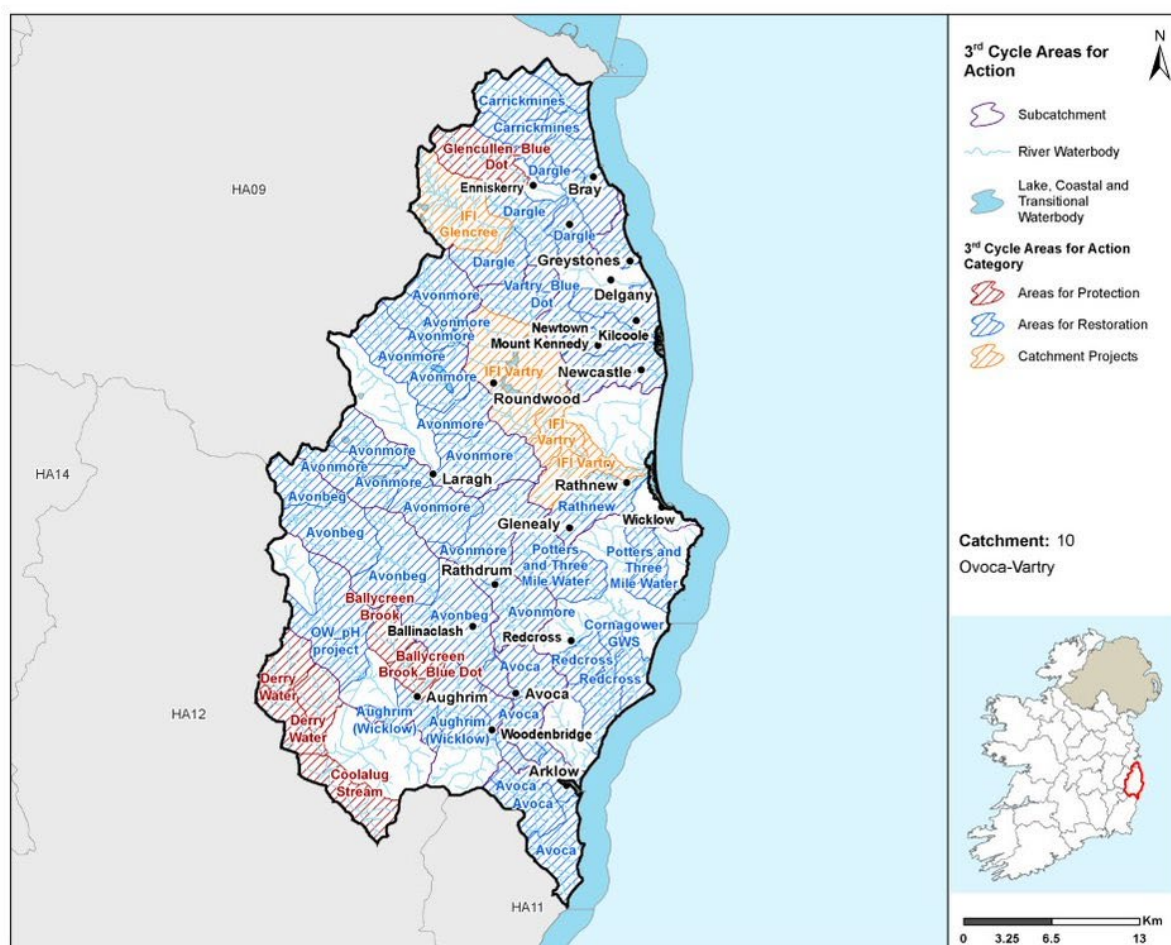 Carrickmines
Carrickmines
Glencullen_Blue
Dot
Dargle
Enniskerry
Bray
HA09
IFI
Glencree
Dargle
Dargle
Greystones
Dargle
Delgany
Vartry_Blue
Dot
Avonmore
Avonmore
Avonmore
Newtown
Mount Kennedy
Kilcoole
Avonmore
IFI Vartry
Newcastle
Avonmore
Roundwood
Avonmore
IFI
Vartry
Avonmore
Avonmore
IFI Vartry
HA14
Avonmore
Avonmore
Laragh
Rathnew
Avonbeg
Avonmore
Rathnew
Wicklow
Glenealy
Avonmore
Potters
and Three
Mile Water
Potters and
Three
Mile Water
Avonbeg
Rathdrum
Ballycreen
Brook
Avonbeg
Avonmore
Ballinaclash
Redcross
Cornagower
GWS
OW_pH
project
Ballycreen
Brook_Blue Dot
Avoca
Redcross
Redcross
Derry
Water
Aughrim
Avoca
HA12
Derry
Water
Aughrim
(Wicklow)
Aughrim
(Wicklow)
Avoca
Woodenbridge
Coolalug
Stream
Arklow
Avoca
Avoca
Avoca
HA11
3rd Cycle Areas for
Action
N
Subcatchment
River Waterbody
Lake, Coastal and
Transitional
Waterbody
3rd Cycle Areas for Action
Category
Areas for Protection
Areas for Restoration
Catchment Projects
Catchment: 10
Ovoca-Vartry
Km
0 3.25 6.5 13